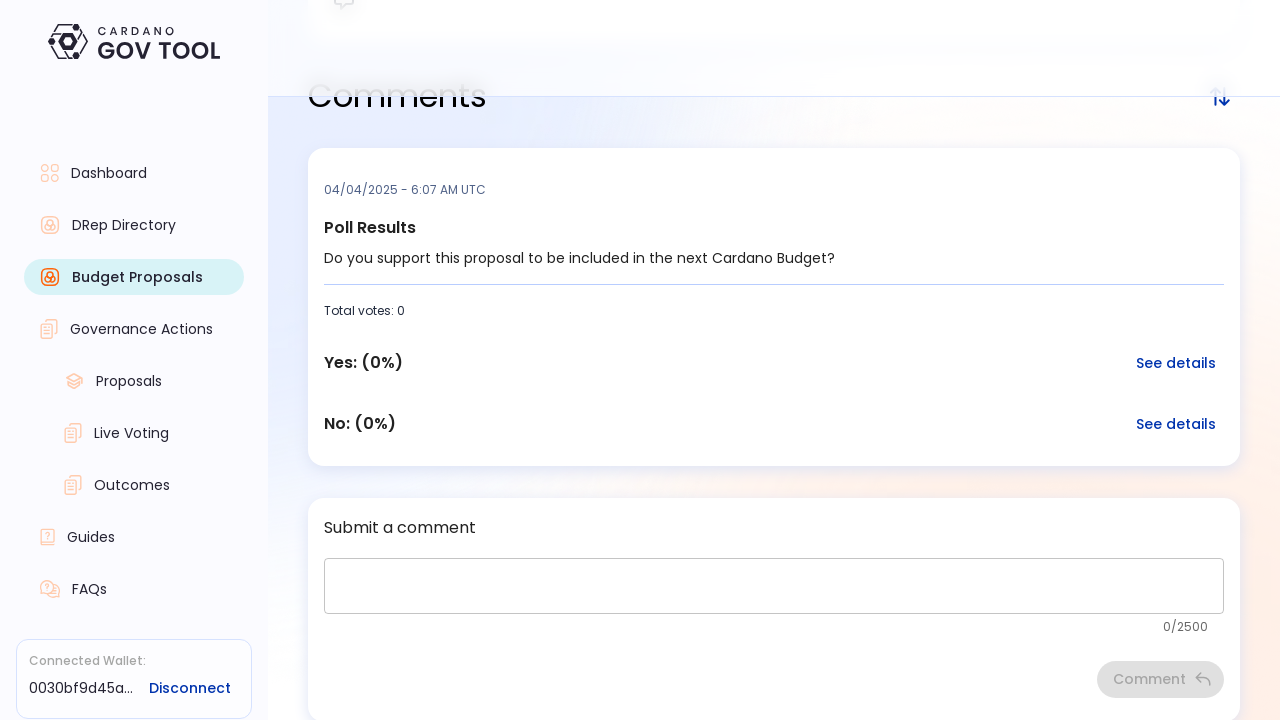 CARDANO
GOV TOOL
Dashboard
DRep Directory
Budget Proposals
Governance Actions
Proposals
Live Voting
Outcomes
Guides
FAQs
Connected Wallet:
0030bf9d45a...
Disconnect
Comments
04/04/2025 - 6:07 AM UTC
Poll Results
Do you support this proposal to be included in the next Cardano Budget?
Total votes: 0
Yes: (0%)
See details
No: (0%)
See details
Submit a comment
0/2500
Comment